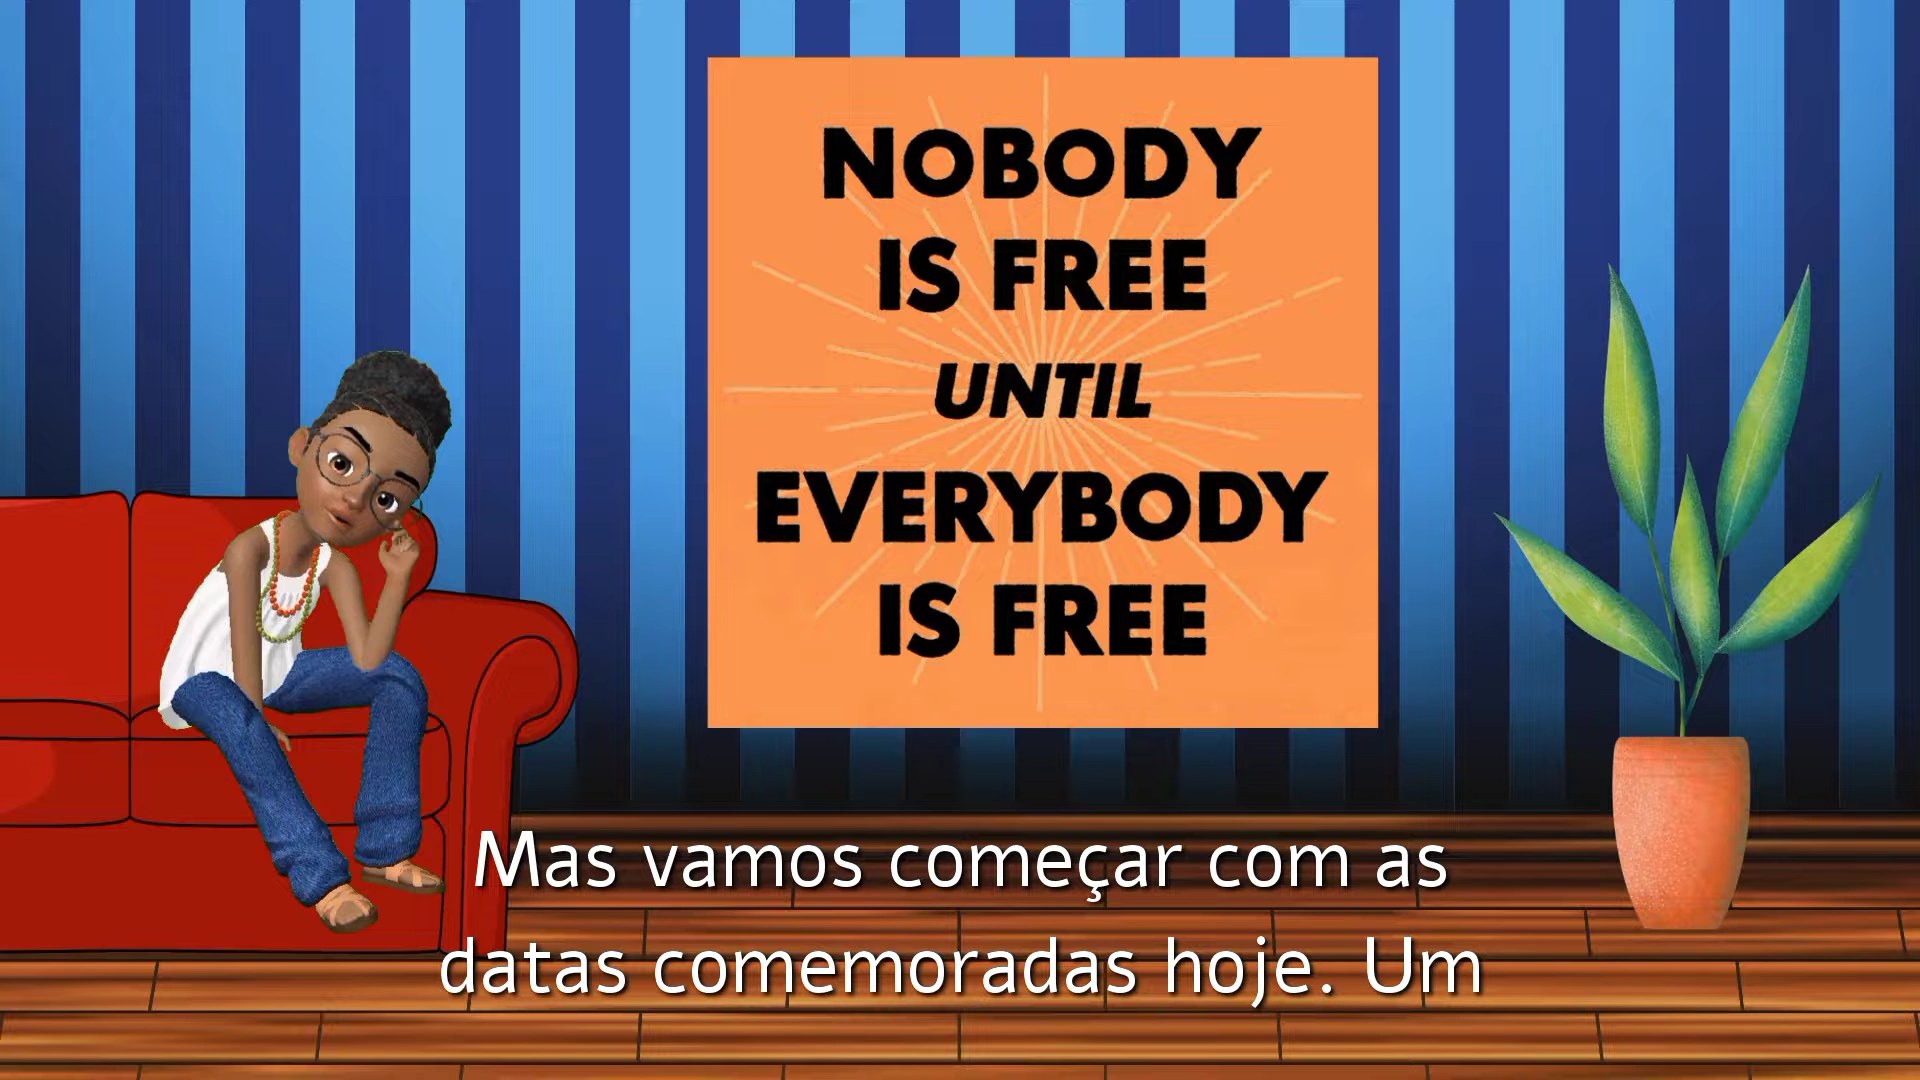 NOBODY
IS FREE
UNTIL
EVERYBODY
IS FREE
Mas vamos começar com as
datas comemoradas hoje. Um